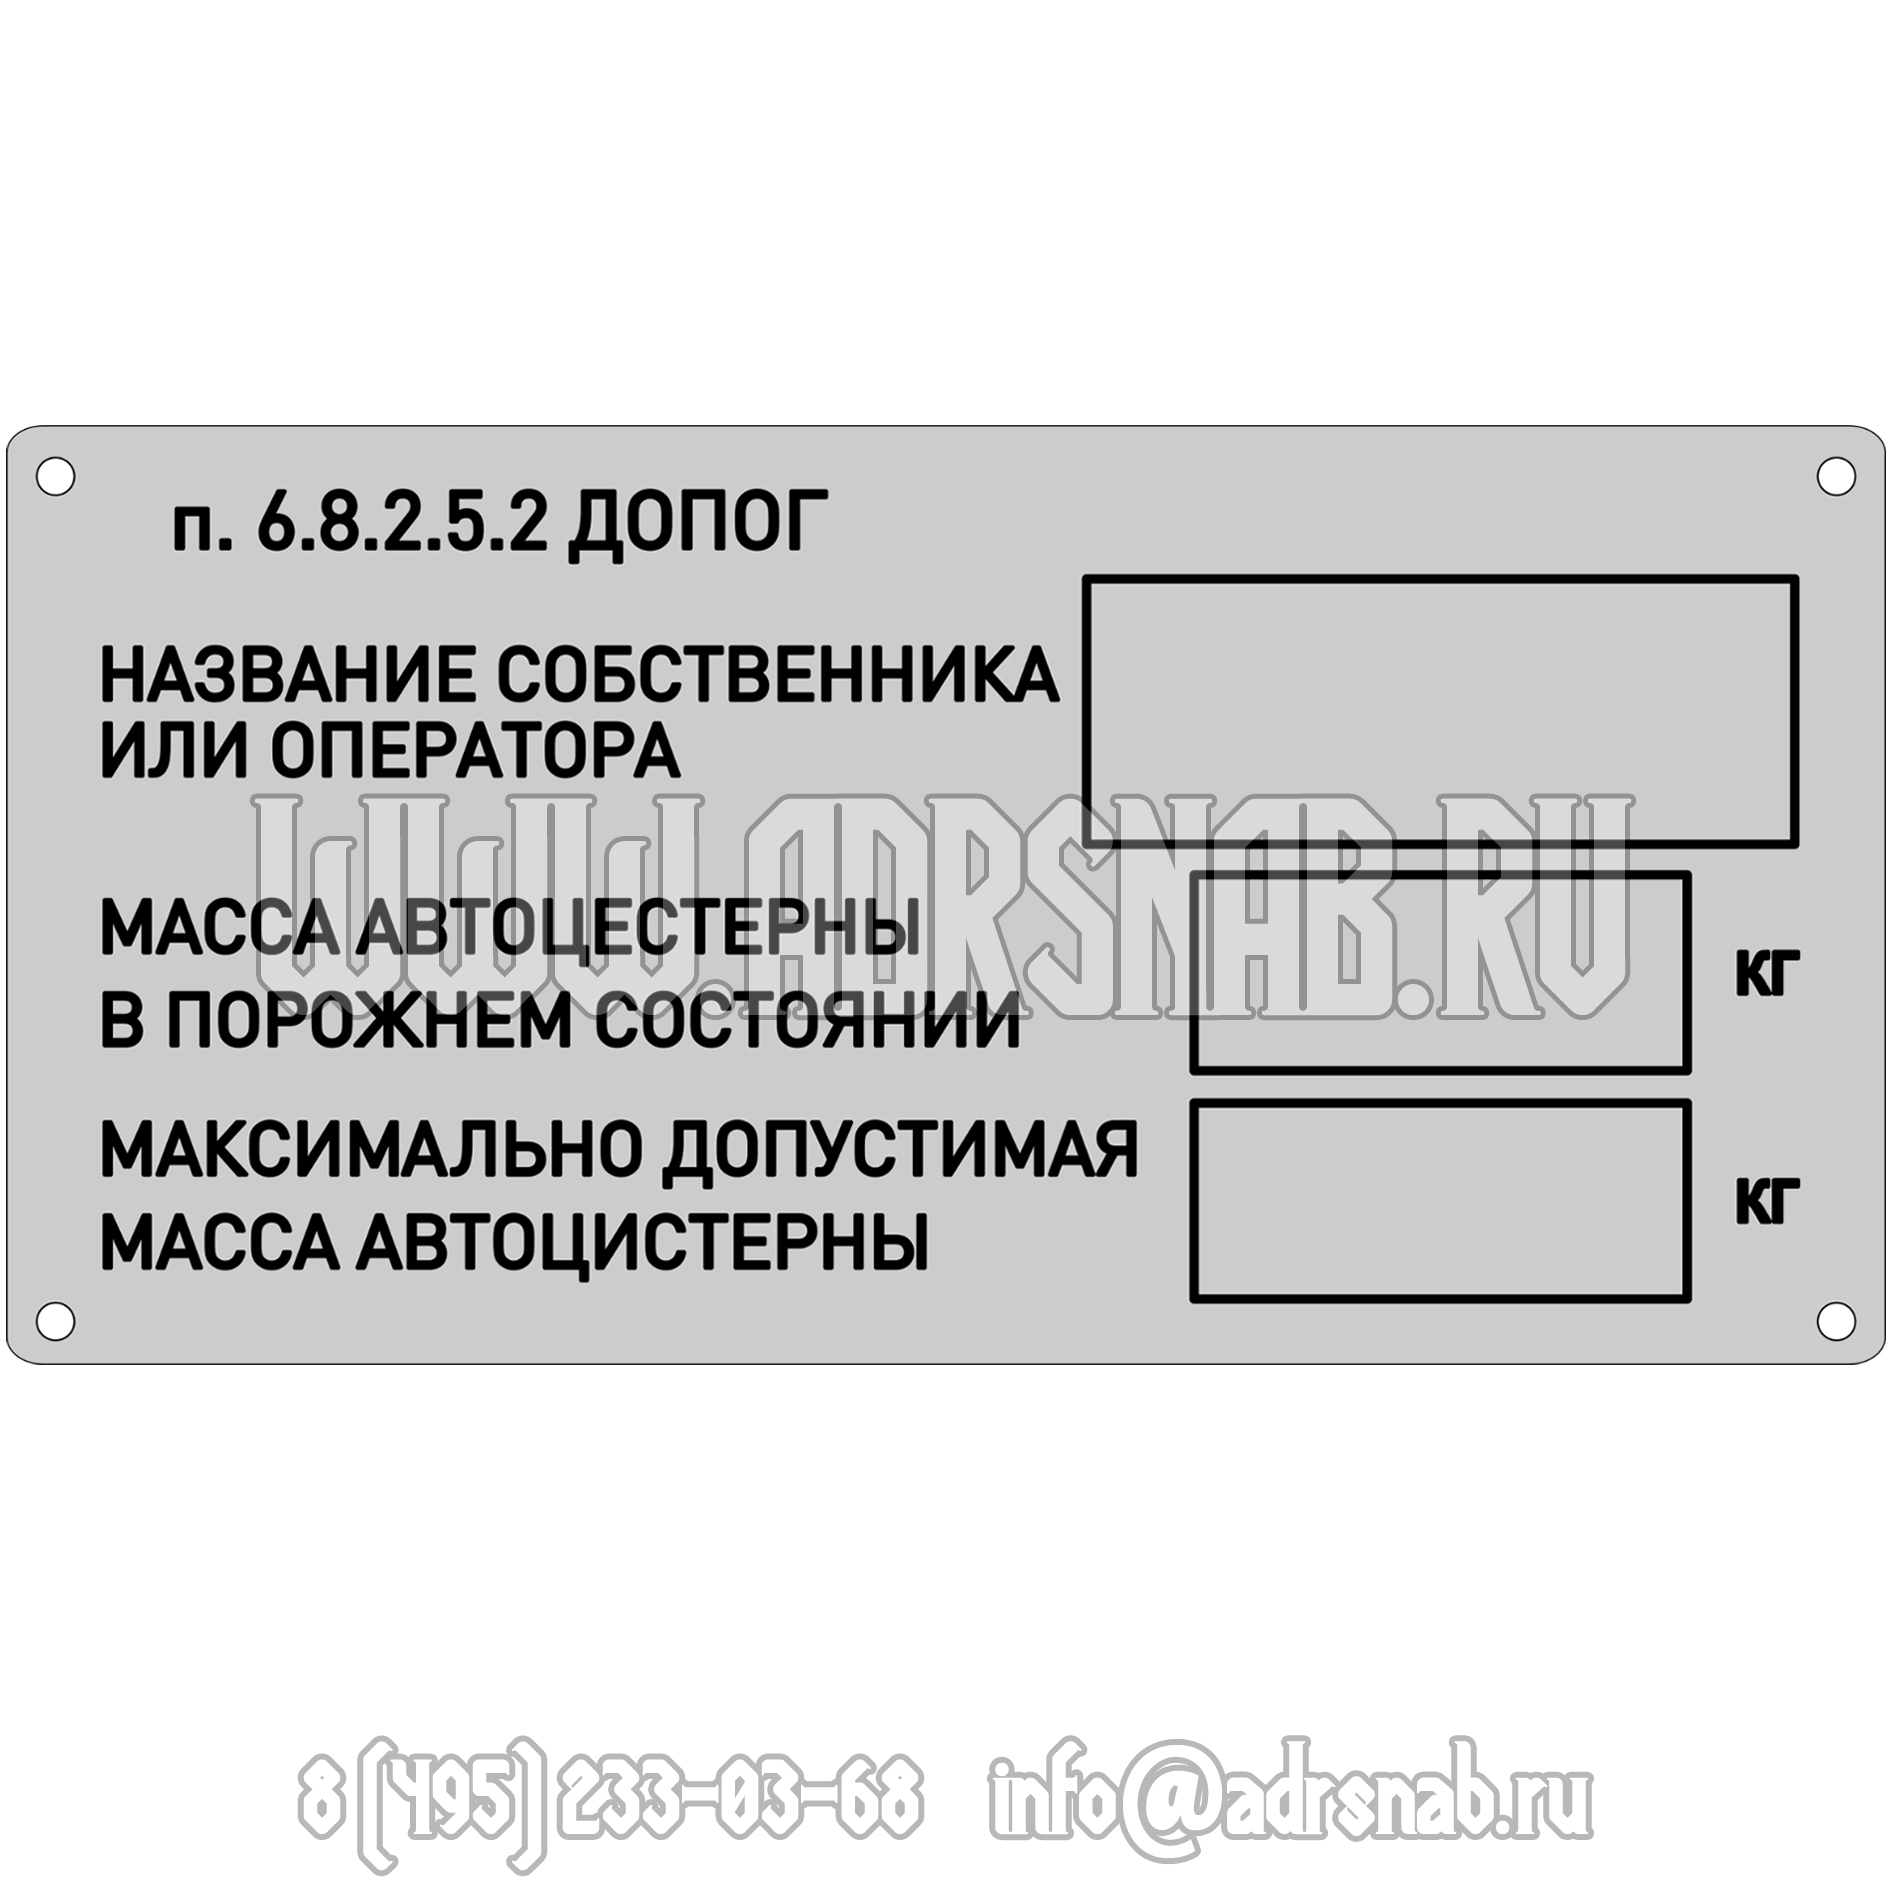 п. 6.8.2.5.2 ДОПОГ
НАЗВАНИЕ СОБСТВЕННИКА
ИЛИ ОПЕРАТОРА
WWW.ADRSNAB.RU
МАССА АВТОЦЕСТЕРНЫ
кг
В ПОРОЖНЕМ СОСТОЯНИИ
МАКСИМАЛЬНО ДОПУСТИМАЯ
кг
МАССА АВТОЦИСТЕРНЫ
8(495)233-03-68 info@adrsnab.ru